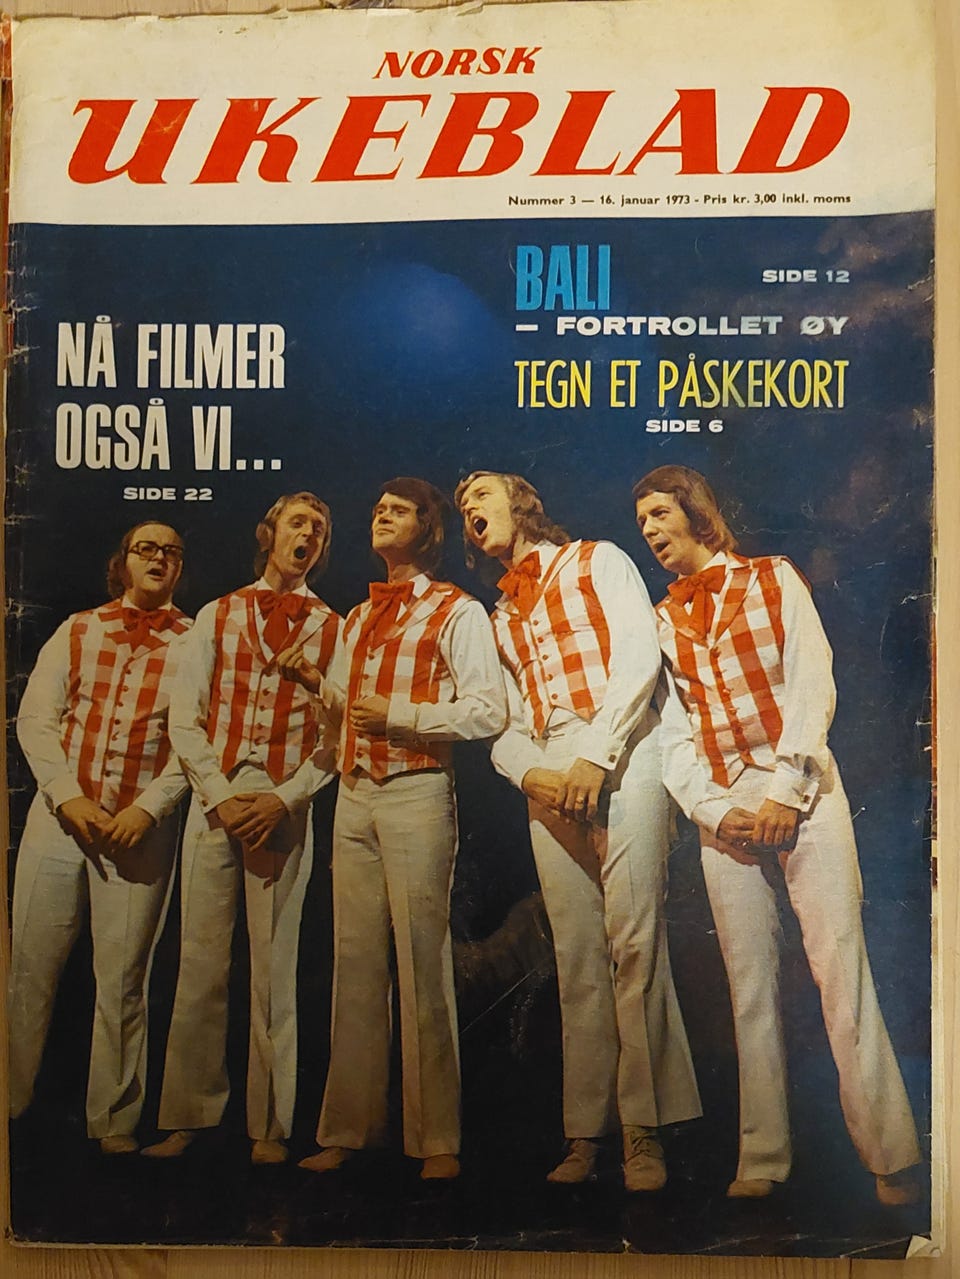 NORSK
UKEBLAD
Nummer 3 — 16. januar 1973 - Pris kr. 3,00 inkl. moms
BALI
SIDE 12
— FORTROLLET ØY
TEGN ET PÅSKEKORT
SIDE 6
NÅ FILMER
OGSÅ VI...
SIDE 22